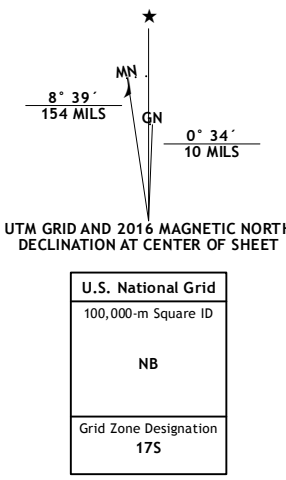 ★
MN
8° 39´
154 MILS
GN
0° 34´
10 MILS
UTM GRID AND 2016 MAGNETIC NORTH
DECLINATION AT CENTER OF SHEET
U.S. National Grid
100,000-m Square ID
NB
Grid Zone Designation
17S